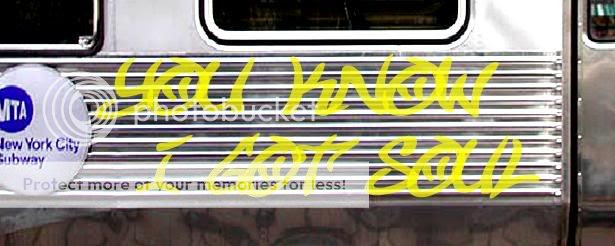 YOU KNOW
I GOT SOUL
MTA
New York City
Subway
photobucket
Protect more of your memories for less!